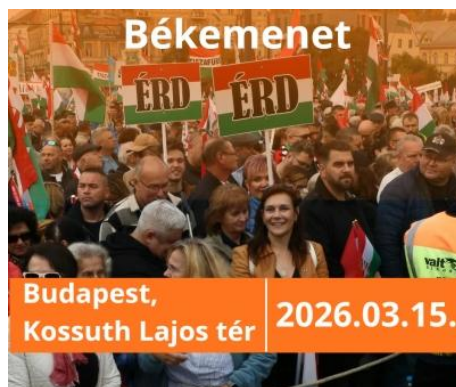 Békemenet
ÉRD
ÉRD
Budapest,
Kossuth Lajos tér
2026.03.15.